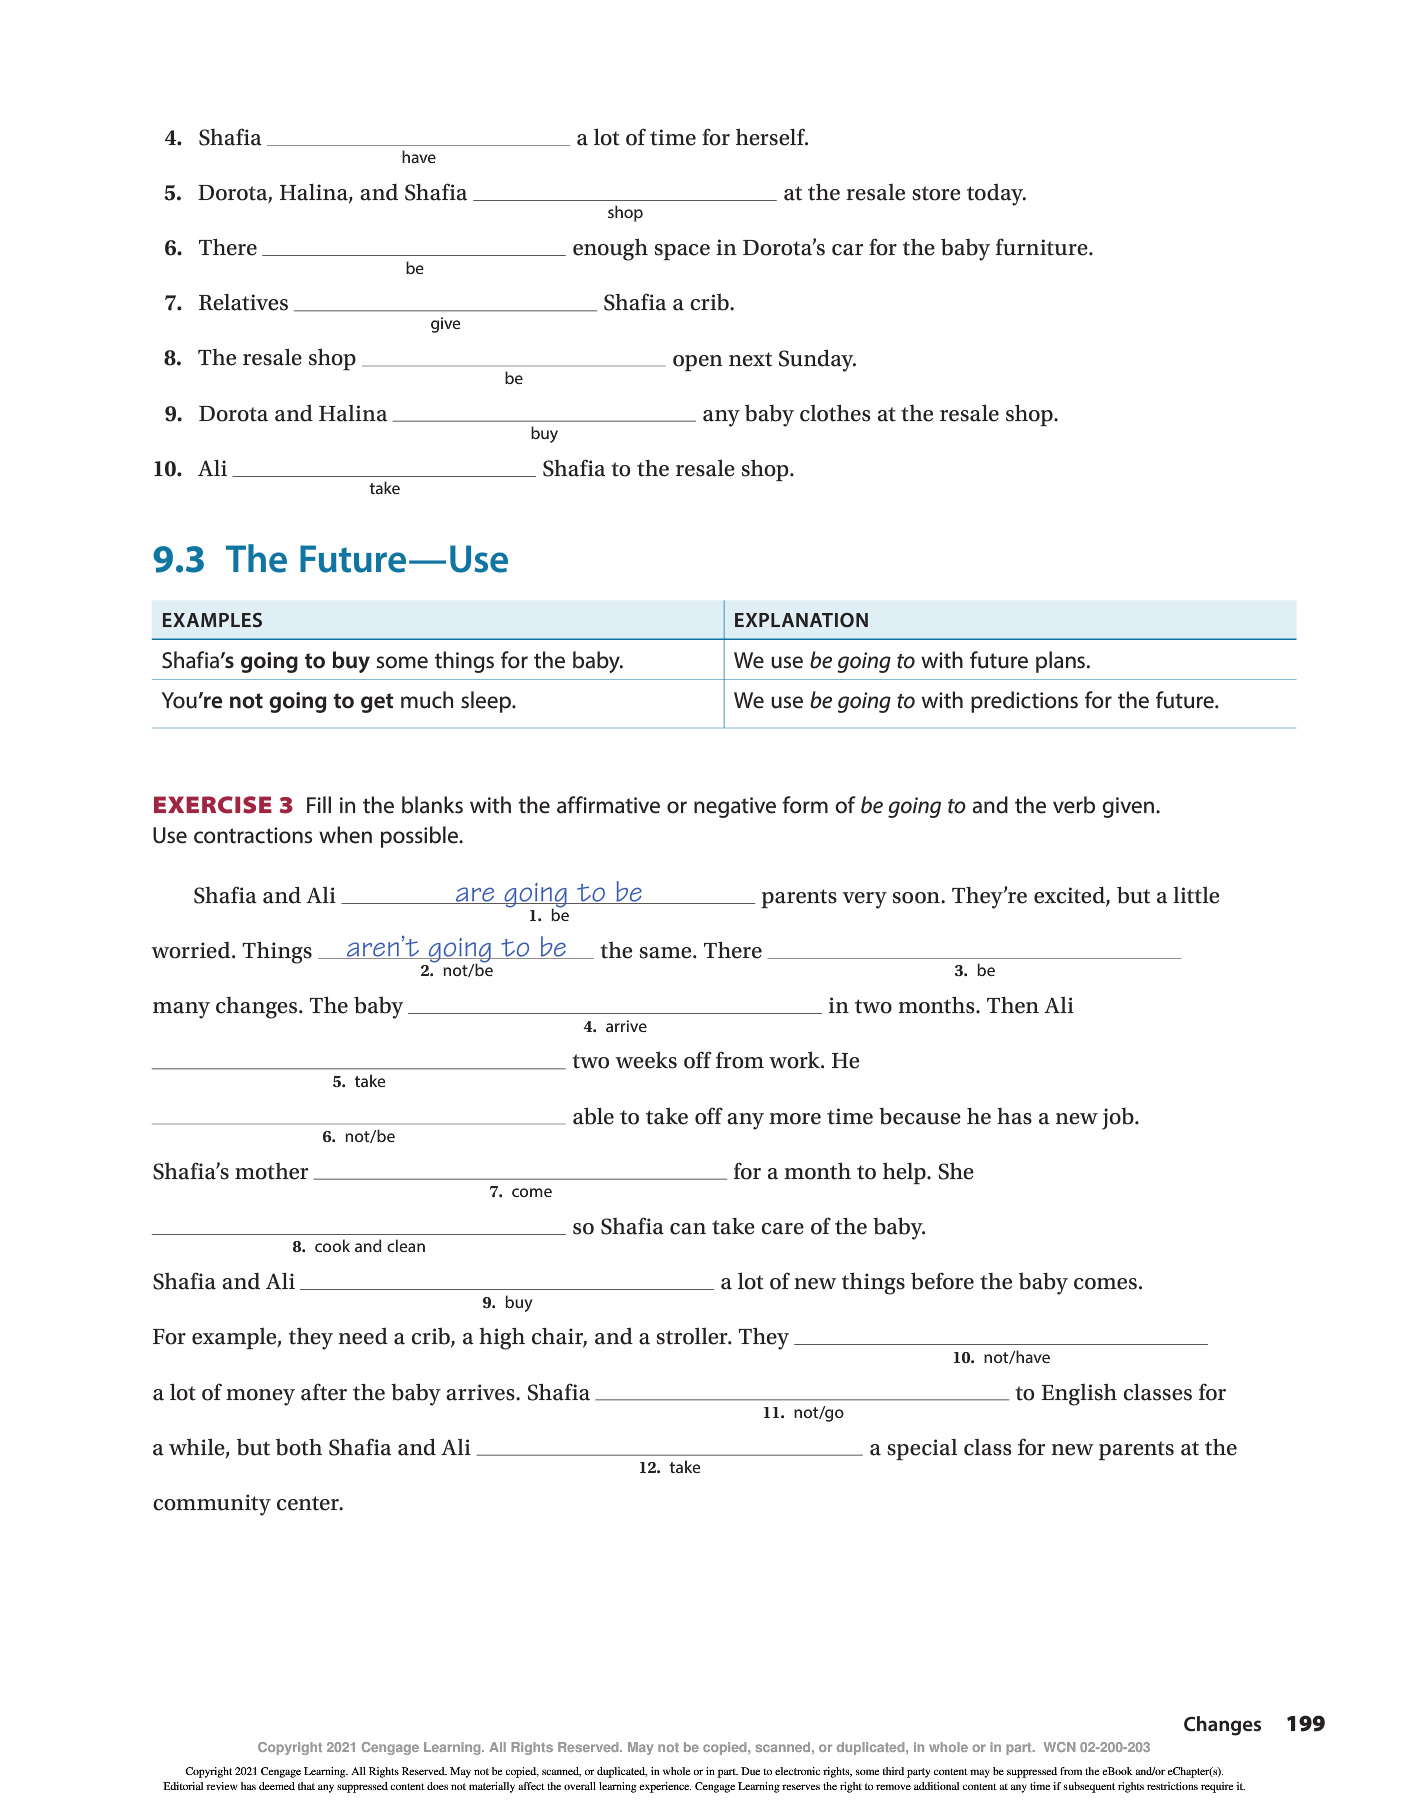 4. Shafia ______ a lot of time for herself.
have
5. Dorota, Halina, and Shafia ______ at the resale store today.
shop
6. There ______ enough space in Dorota’s car for the baby furniture.
be
7. Relatives ______ Shafia a crib.
give
8. The resale shop ______ open next Sunday.
be
9. Dorota and Halina ______ any baby clothes at the resale shop.
buy
10. Ali ______ Shafia to the resale shop.
take
9.3 The Future—Use
EXAMPLES EXPLANATION
Shafia’s going to buy some things for the baby. We use be going to with future plans.
You’re not going to get much sleep. We use be going to with predictions for the future.
EXERCISE 3 Fill in the blanks with the affirmative or negative form of be going to and the verb given.
Use contractions when possible.
Shafia and Ali are going to be parents very soon. They’re excited, but a little
1. be
worried. Things aren’t going to be the same. There ______
2. not/be 3. be
many changes. The baby ______ in two months. Then Ali
4. arrive
______ two weeks off from work. He
5. take
______ able to take off any more time because he has a new job.
6. not/be
Shafia’s mother ______ for a month to help. She
7. come
______ so Shafia can take care of the baby.
8. cook and clean
Shafia and Ali ______ a lot of new things before the baby comes.
9. buy
For example, they need a crib, a high chair, and a stroller. They ______
10. not/have
a lot of money after the baby arrives. Shafia ______ to English classes for
11. not/go
a while, but both Shafia and Ali ______ a special class for new parents at the
12. take
community center.
Changes 199
Copyright 2021 Cengage Learning. All Rights Reserved. May not be copied, scanned, or duplicated, in whole or in part. WCN 02-200-203
Copyright 2021 Cengage Learning. All Rights Reserved. May not be copied, scanned, or duplicated, in whole or in part. Due to electronic rights, some third party content may be suppressed from the eBook and/or eChapter(s).
Editorial review has deemed that any suppressed content does not materially affect the overall learning experience. Cengage Learning reserves the right to remove additional content at any time if subsequent rights restrictions require it.